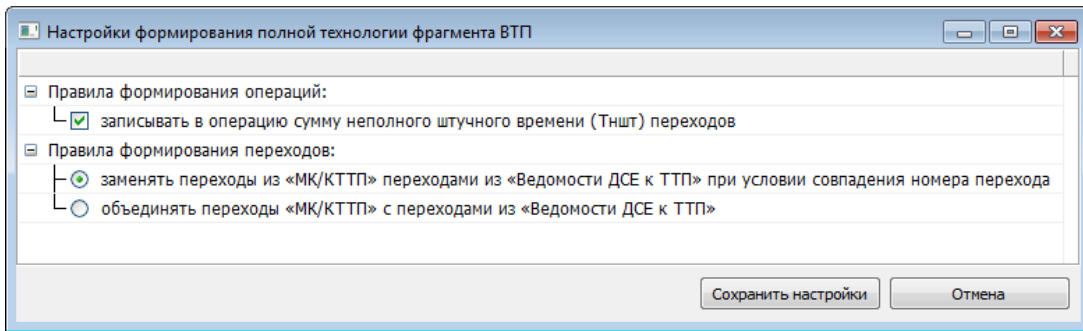 Настройки формирования полной технологии фрагмента ВТП
Правила формирования операций:
записывать в операцию сумму неполного штучного времени (Тншт) переходов
Правила формирования переходов:
заменять переходы из «МК/КТТП» переходами из «Ведомости ДСЕ к ТТП» при условии совпадения номера перехода
объединять переходы «МК/КТТП» с переходами из «Ведомости ДСЕ к ТТП»
Сохранить настройки
Отмена